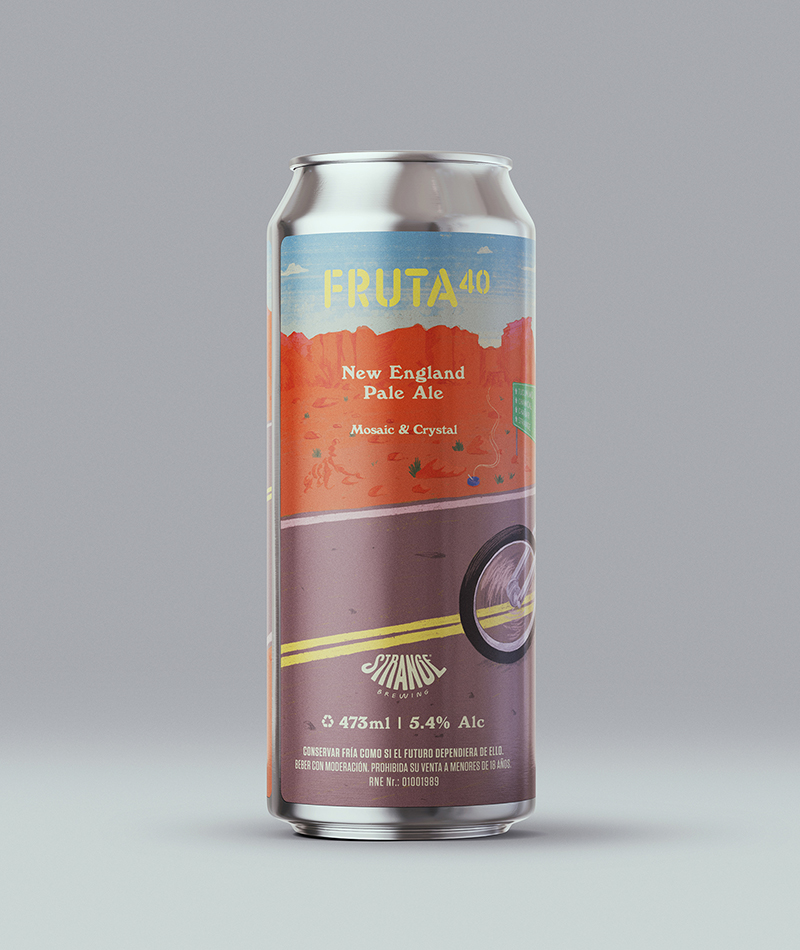 FRUTA40
New England
Pale Ale
Mosaic & Crystal
STRANGE
BREWING
473ml | 5.4% Alc
CONSERVAR FRÍA COMO SI EL FUTURO DEPENDIERA DE ELLO.
BEBER CON MODERACIÓN. PROHIBIDA SU VENTA A MENORES DE 18 AÑOS.
RNE Nr.: 01001989